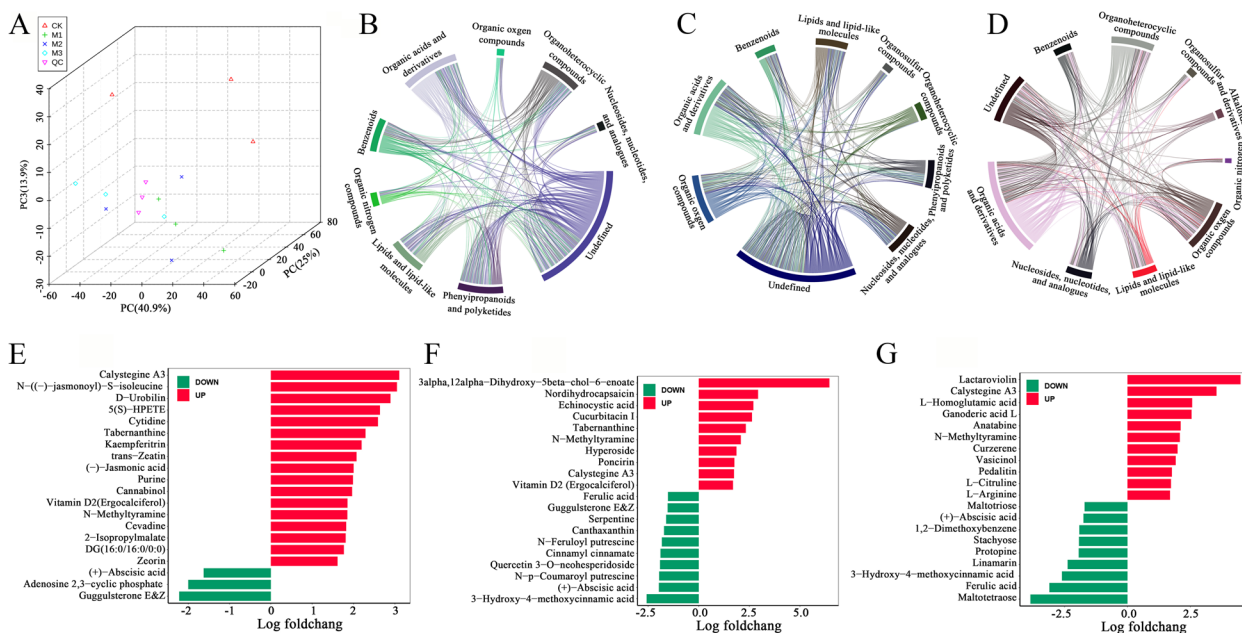 A
CK
M1
M2
M3
QC
PC3(13.9%)
40
30
20
10
0
-10
-20
-30
-60
-40
-20
0
20
40
60
PC(40.9%)
-20
0
20
40
60
80
PC(25%)
B
Organic oxgen
compounds
Organoheterocyclic
compounds
Nucleosides, nucleotides,
and analogues
Undefined
Phenyipropanoids
and polyketides
Lipids and lipid-like
molecules
Organic nitrogen
compounds
Benzenoids
Organic acids and
derivatives
C
Lipids and lipid-like
molecules
Organosulfur
compounds
Organoheterocyclic
compounds
Phenyipropanoids
and polyketides
Nucleosides, nucleotides,
and analogues
Undefined
Organic oxgen
compounds
Organic acids
and derivatives
Benzenoids
D
Organoheterocyclic
compounds
Organosulfur
compounds
Alkaloids
and derivatives
Organic nitrogen
Organic oxgen
compounds
Lipids and lipid-like
molecules
Nucleosides, nucleotides,
and analogues
Organic acids
and derivatives
Undefined
Benzenoids
E
DOWN
UP
Calystegine A3
N−((−)−jasmonoyl)−S−isoleucine
D−Urobilin
5(S)−HPETE
Cytidine
Tabernanthine
Kaempferitrin
trans−Zeatin
(−)−Jasmonic acid
Purine
Cannabinol
Vitamin D2(Ergocalciferol)
N−Methyltyramine
Cevadine
2−Isopropylmalate
DG(16:0/16:0/0:0)
Zeorin
(+)−Abscisic acid
Adenosine 2,3−cyclic phosphate
Guggulsterone E&Z
−2
−1
0
1
2
3
Log foldchang
F
DOWN
UP
3alpha,12alpha−Dihydroxy−5beta−chol−6−enoate
Nordihydrocapsaicin
Echinocystic acid
Cucurbitacin I
Tabernanthine
N−Methyltyramine
Hyperoside
Poncirin
Calystegine A3
Vitamin D2 (Ergocalciferol)
Ferulic acid
Guggulsterone E&Z
Serpentine
Canthaxanthin
N−Feruloyl putrescine
Cinnamyl cinnamate
Quercetin 3−O−neohesperidoside
N−p−Coumaroyl putrescine
(+)−Abscisic acid
3−Hydroxy−4−methoxycinnamic acid
-2.5
0.0
2.5
5.0
Log foldchang
G
DOWN
UP
Lactaroviolin
Calystegine A3
L−Homoglutamic acid
Ganoderic acid L
Anatabine
N−Methyltyramine
Curzerene
Vasicinol
Pedalitin
L−Citruline
L−Arginine
Maltotriose
(+)−Abscisic acid
1,2−Dimethoxybenzene
Stachyose
Protopine
Linamarin
3−Hydroxy−4−methoxycinnamic acid
Ferulic acid
Maltotetraose
-2.5
0.0
2.5
Log foldchang